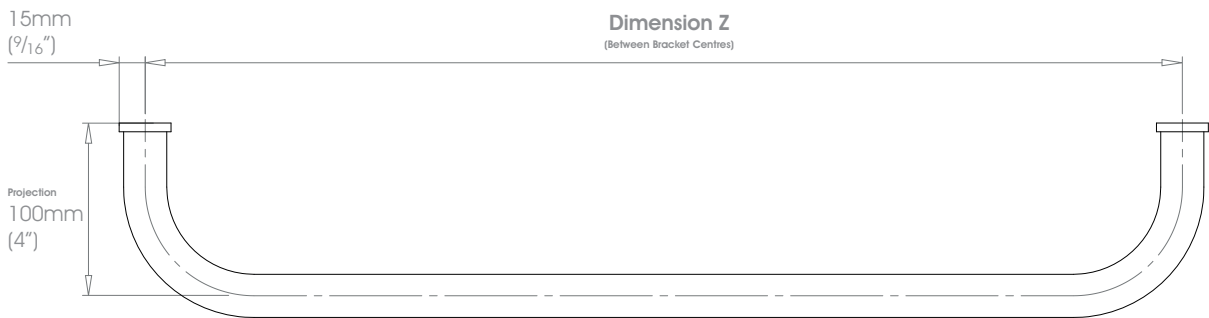 15mm
(9/16”)
Dimension Z
(Between Bracket Centres)
Projection
100mm
(4”)